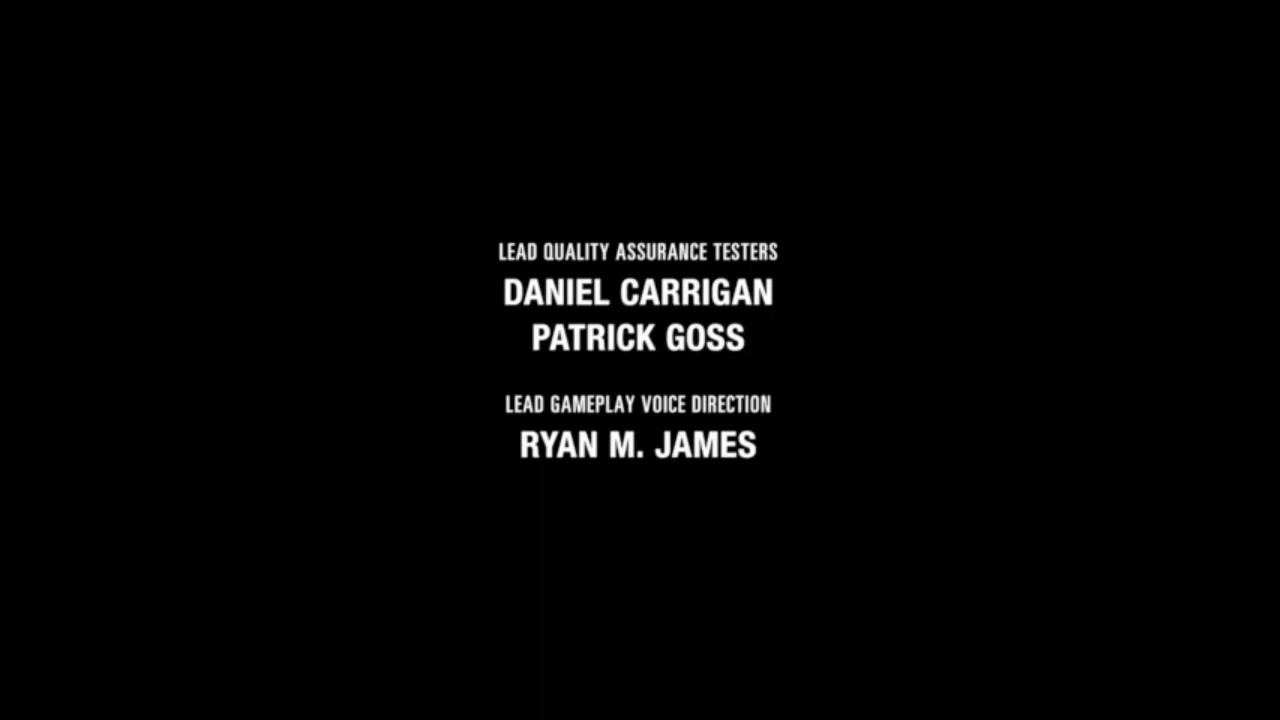 LEAD QUALITY ASSURANCE TESTERS
DANIEL CARRIGAN
PATRICK GOSS
LEAD GAMEPLAY VOICE DIRECTION
RYAN M. JAMES